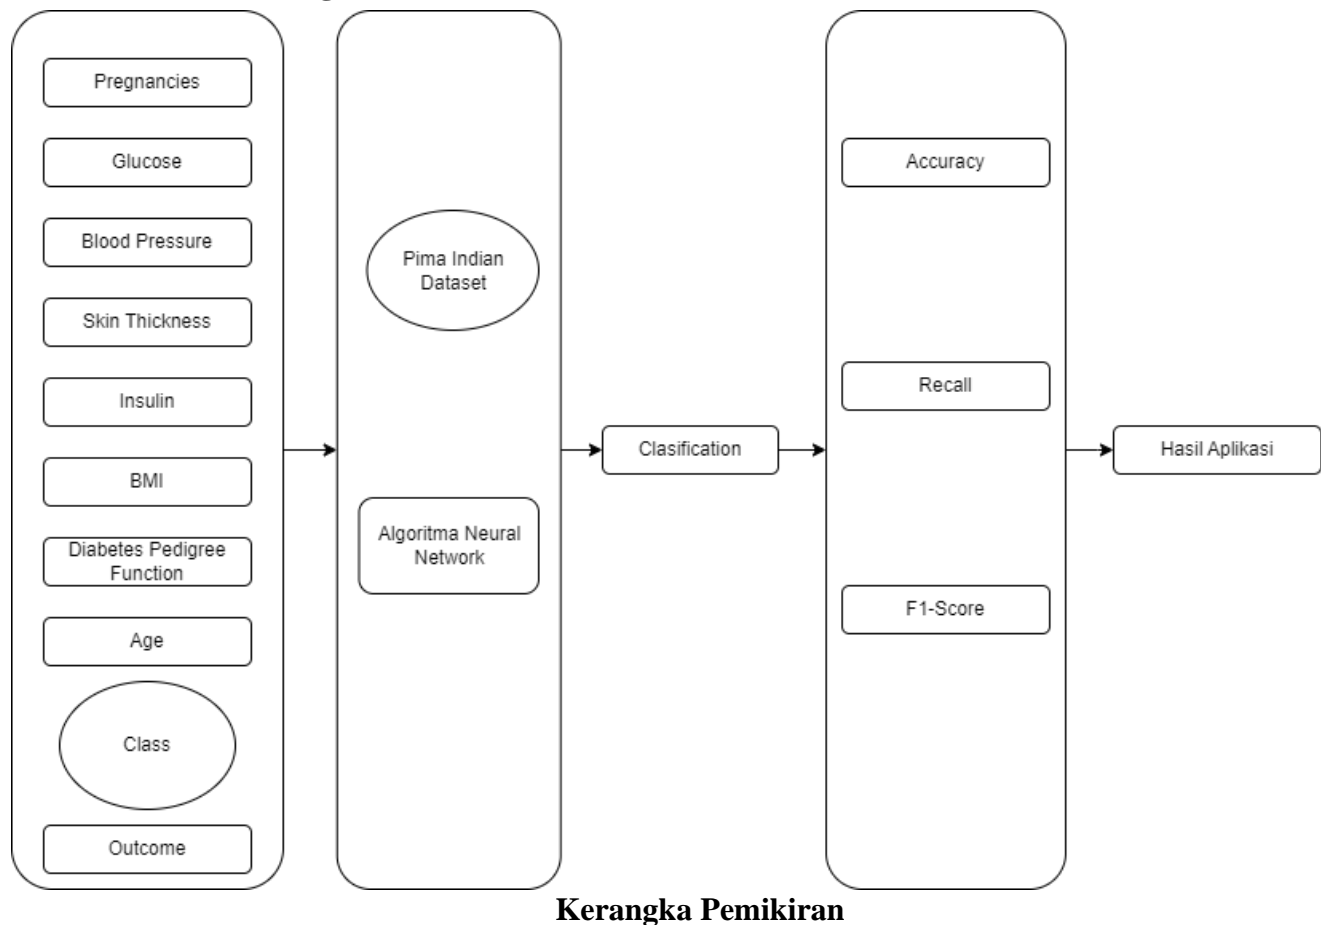 Pregnancies
Glucose
Blood Pressure
Skin Thickness
Insulin
BMI
Diabetes Pedigree
Function
Age
Class
Outcome
Pima Indian
Dataset
Algoritma Neural
Network
Clasification
Accuracy
Recall
F1-Score
Hasil Aplikasi
Kerangka Pemikiran